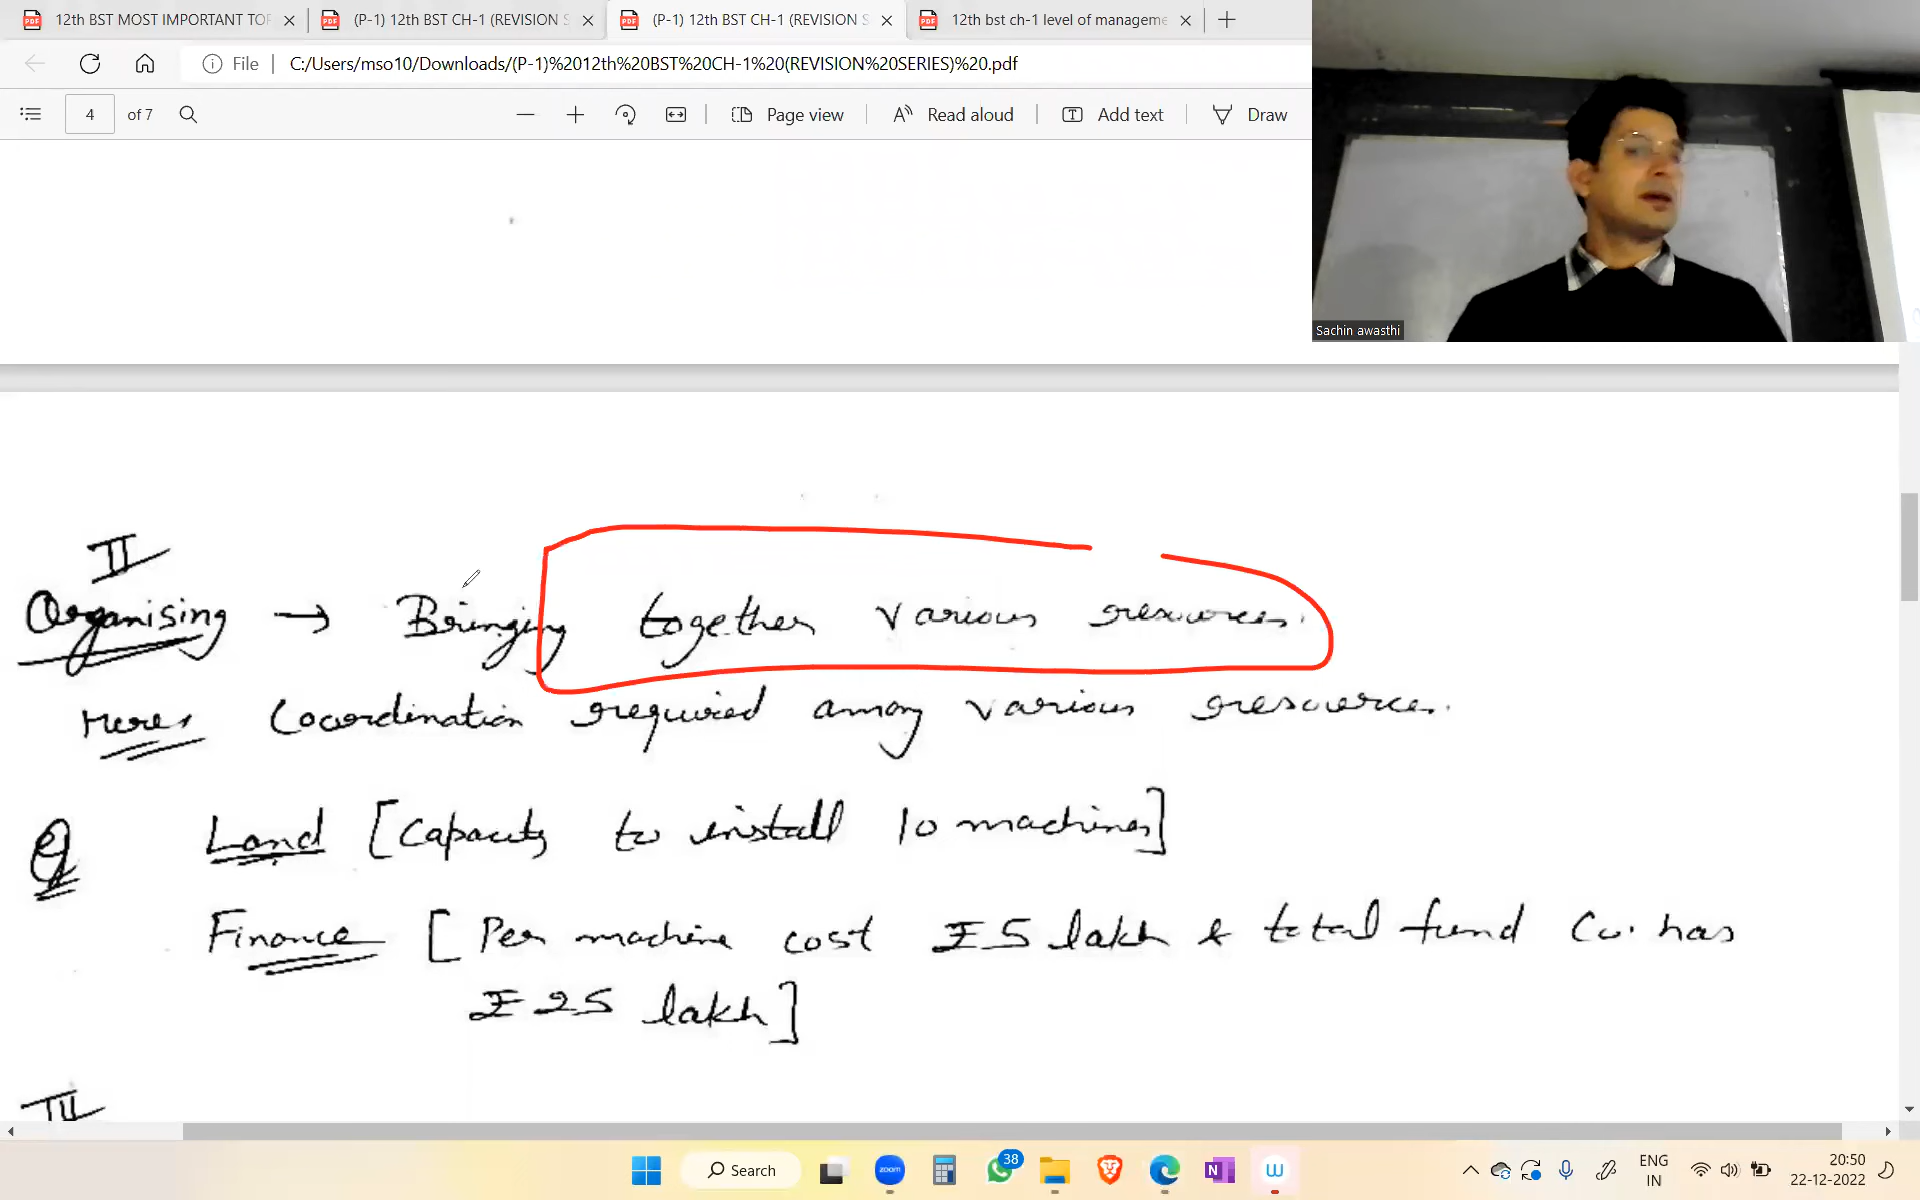 12th BST MOST IMPORTANT TOP
(P-1) 12th BST CH-1 (REVISION S
(P-1) 12th BST CH-1 (REVISION S
12th bst ch-1 level of manageme
File
C:/Users/mso10/Downloads/(P-1)%2012th%20BST%20CH-1%20(REVISION%20SERIES)%20.pdf
4 of 7
Page view
Read aloud
Add text
Draw
Sachin awasthi
II
Organising → Bringing together various resources.
Here, Coordination required among various resources.
Eg Land [Capacity to install 10 machines]
Finance [Per machine cost ₹5 lakh & total fund Co. has
₹25 lakh]
III
Search
zoom
38
N
W
ENG
IN
20:50
22-12-2022